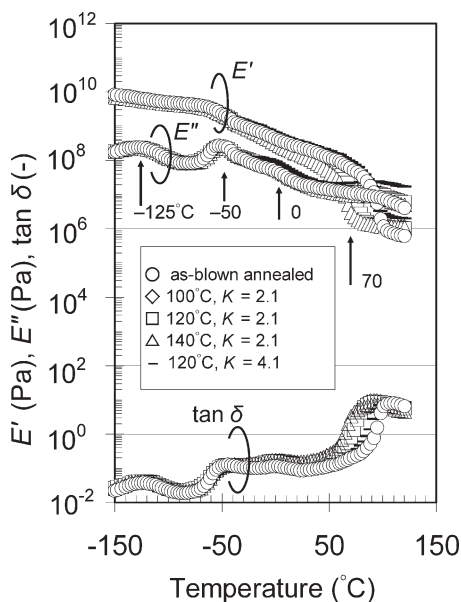 10^12
10^10
10^8
10^6
10^4
10^2
10^0
10^-2
E' (Pa), E" (Pa), tan δ (-)
E'
E"
−125°C
−50
0
70
as-blown annealed
100°C, K = 2.1
120°C, K = 2.1
140°C, K = 2.1
120°C, K = 4.1
tan δ
-150
-50
50
150
Temperature (°C)